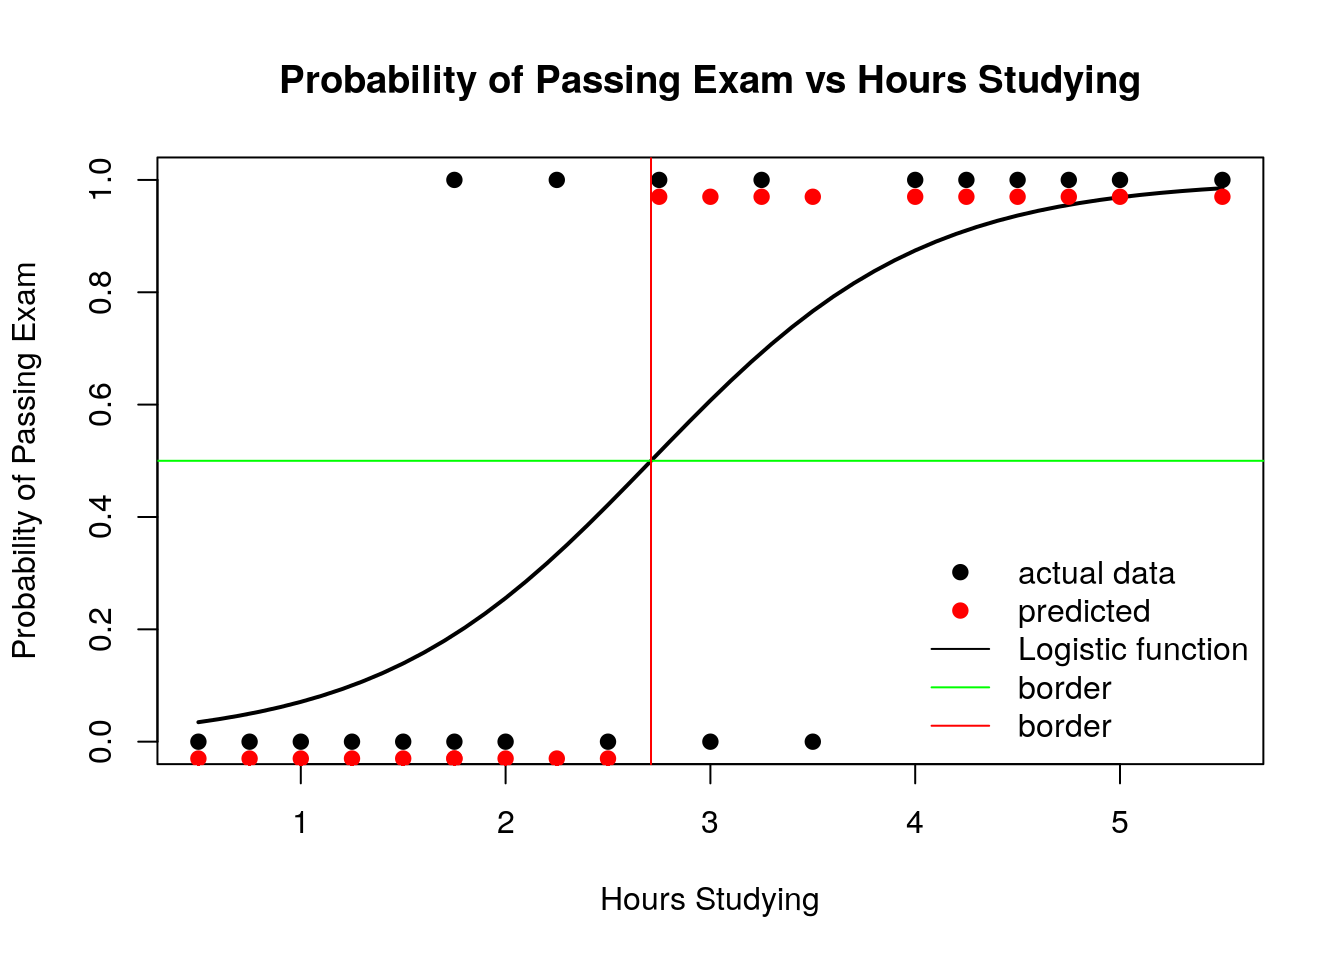 Probability of Passing Exam vs Hours Studying
Probability of Passing Exam
1.0
0.8
0.6
0.4
0.2
0.0
actual data
predicted
Logistic function
border
border
1 2 3 4 5
Hours Studying